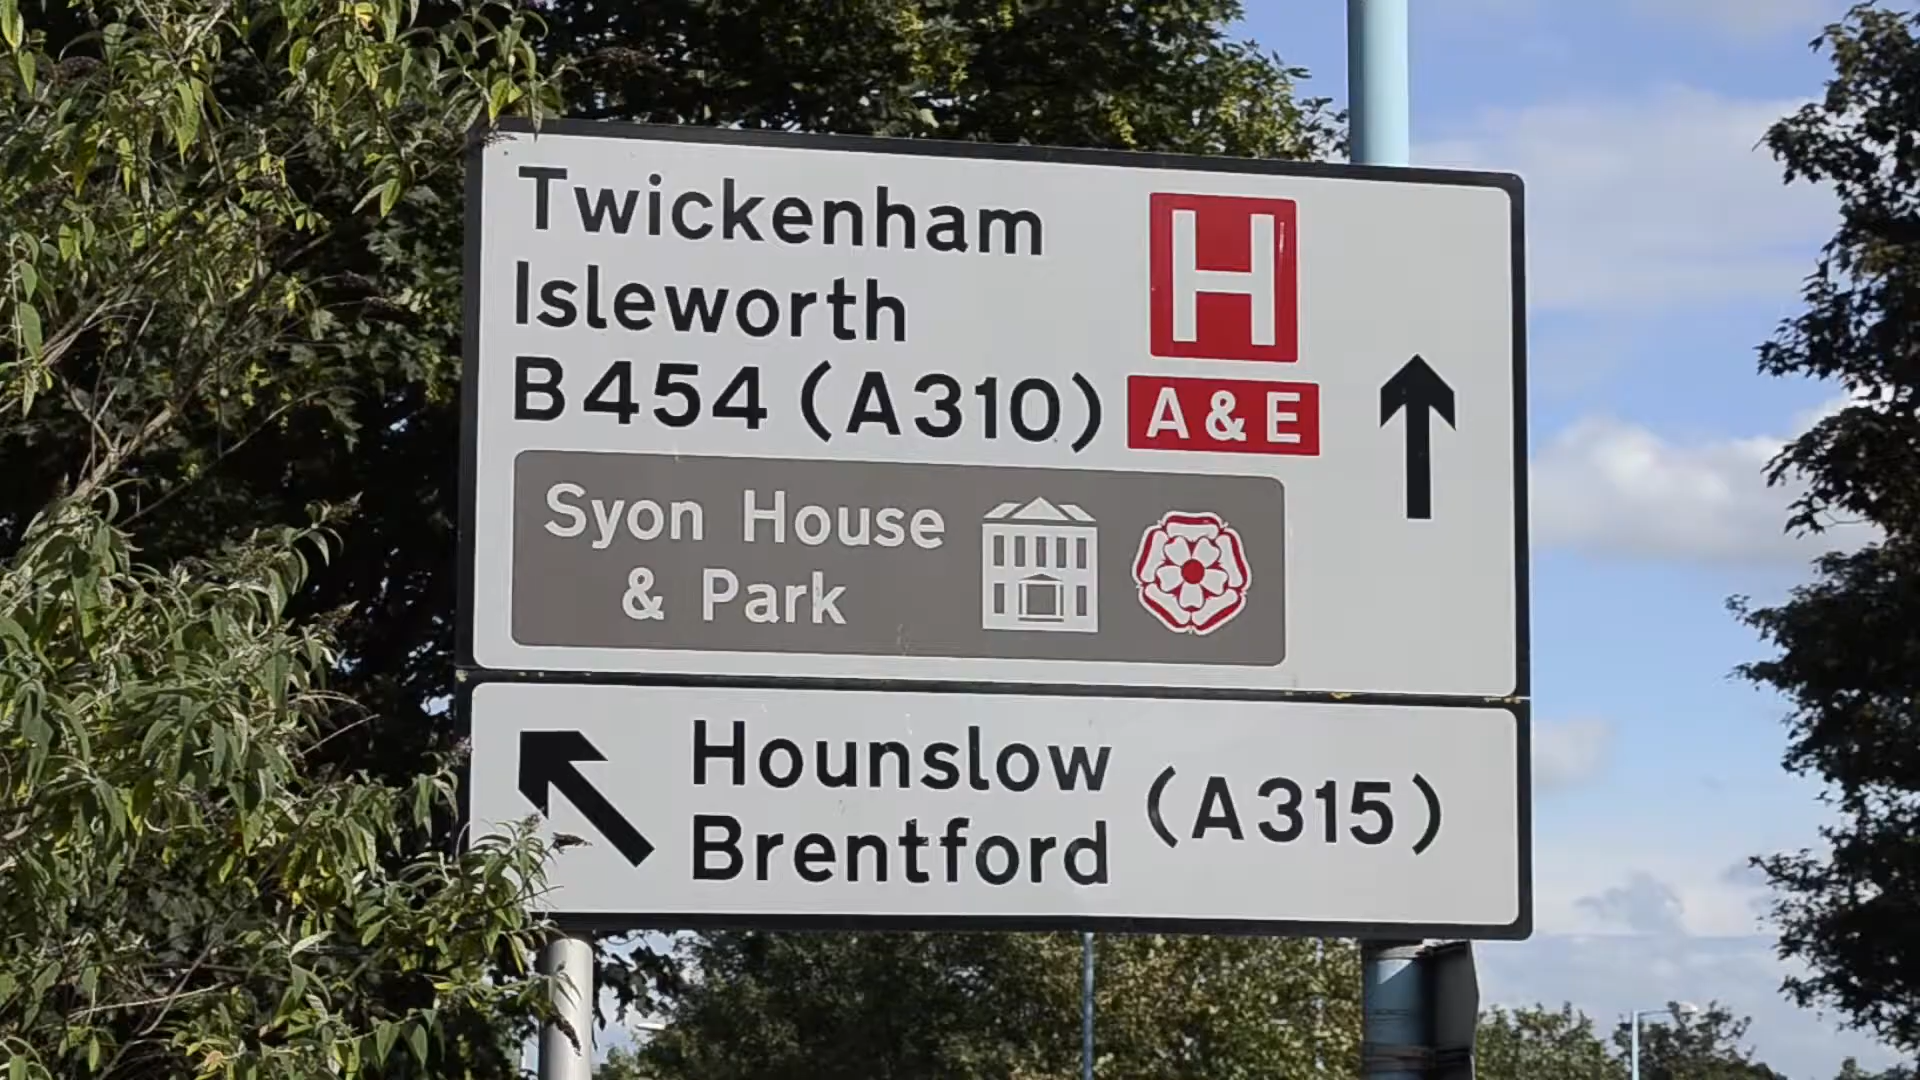 Twickenham
Isleworth
B454 (A310)
H
A & E
Syon House
& Park
Hounslow
Brentford
(A315)